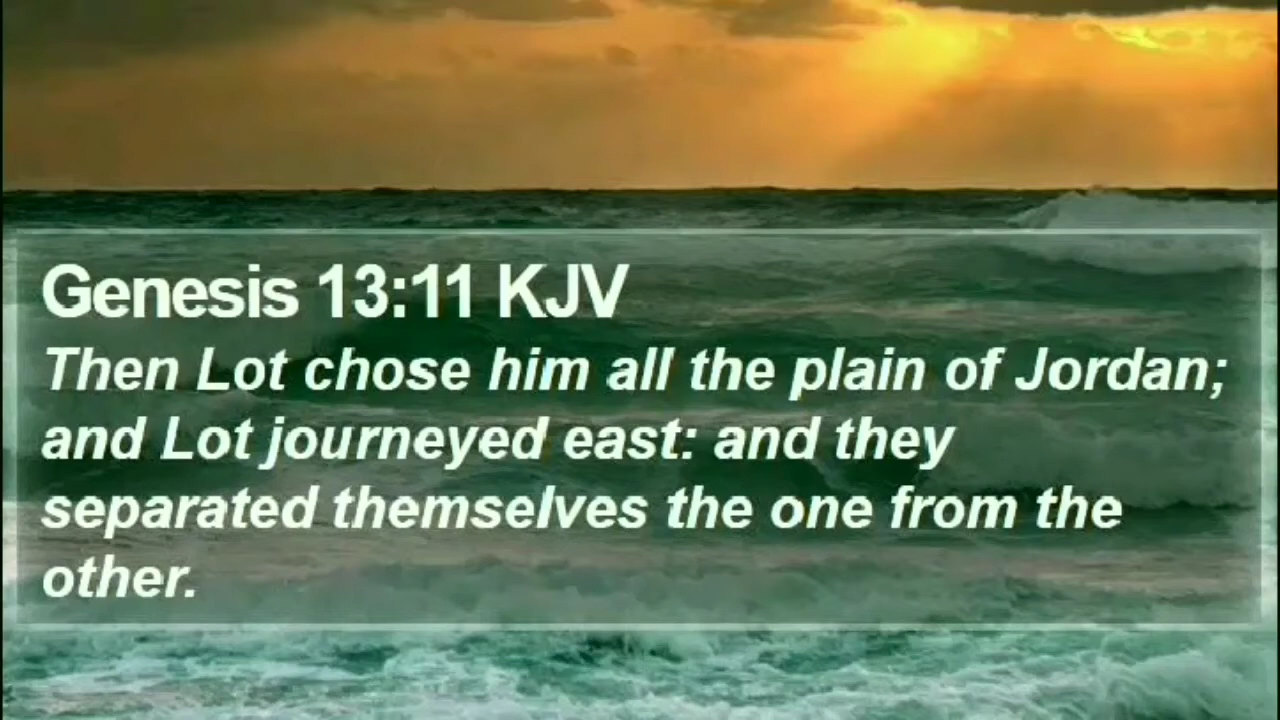 Genesis 13:11 KJV
Then Lot chose him all the plain of Jordan;
and Lot journeyed east: and they
separated themselves the one from the
other.